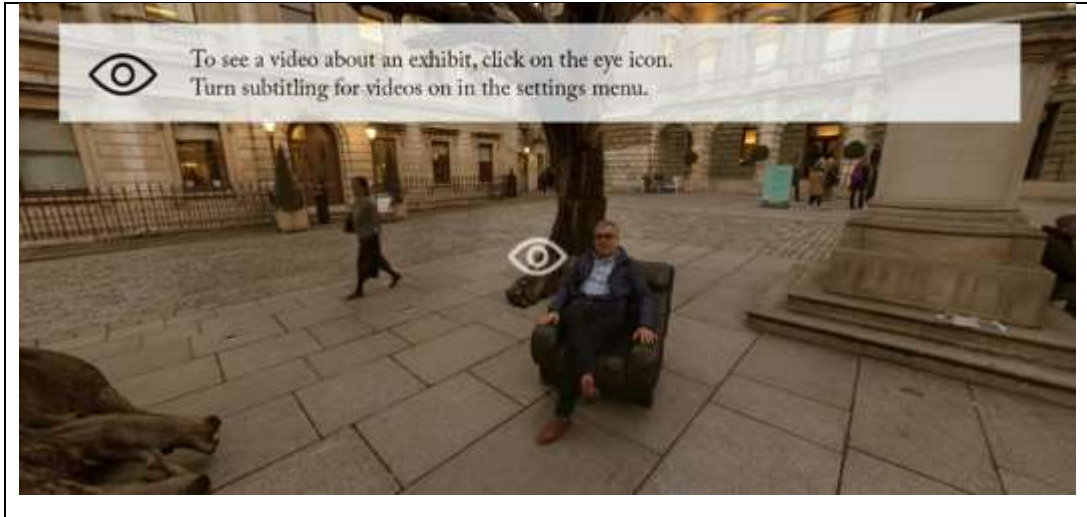 To see a video about an exhibit, click on the eye icon.
Turn subtitling for videos on in the settings menu.